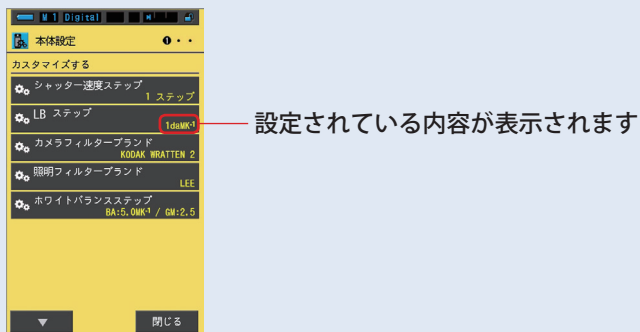 M 1 Digital
本体設定
❶・・
カスタマイズする
シャッター速度ステップ
1 ステップ
LB ステップ
1daMK⁻¹
設定されている内容が表示されます
カメラフィルターブランド
KODAK WRATTEN 2
照明フィルターブランド
LEE
ホワイトバランスステップ
BA:5.0MK⁻¹ / GM:2.5
▼
閉じる